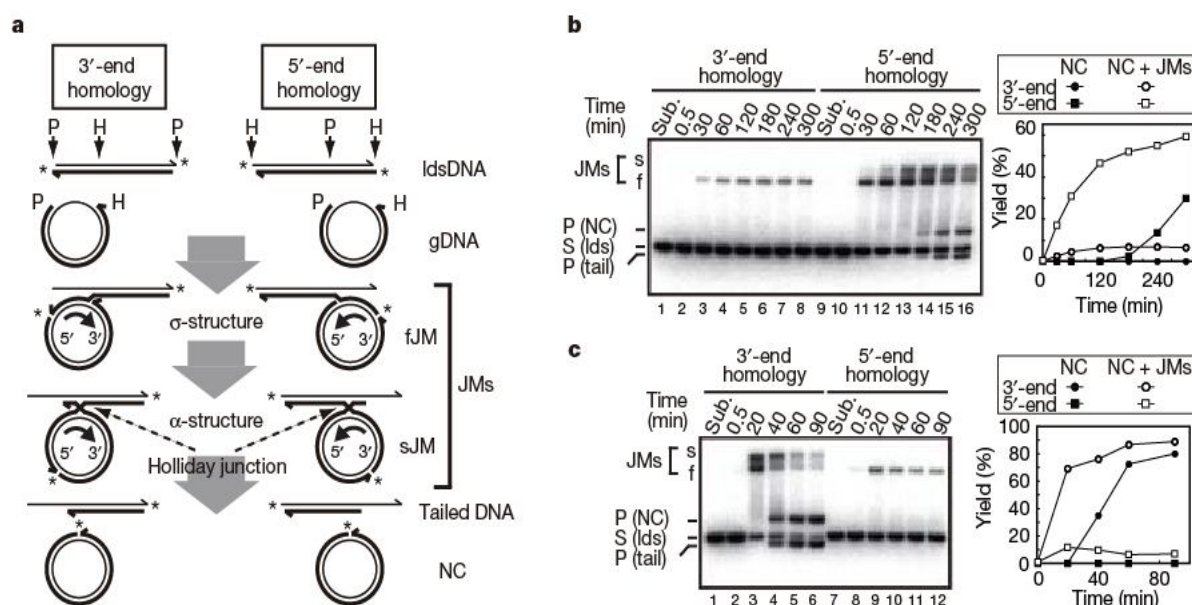 a
3′-end homology
5′-end homology
P H P
H P H
* *
* *
ldsDNA
P H
P H
gDNA
* *
* *
5′ 3′
σ-structure
5′ 3′
fJM
JMs
* *
α-structure
5′ 3′
5′ 3′
sJM
Holliday junction
* *
* *
Tailed DNA
* *
NC
b
3′-end homology
5′-end homology
Time (min)
Sub. 0.5 30 60 120 180 240 300 Sub. 0.5 30 60 120 180 240 300
JMs
s
f
P (NC)
S (lds)
P (tail)
1 2 3 4 5 6 7 8 9 10 11 12 13 14 15 16
NC NC + JMs
3′-end
5′-end
Yield (%)
60
40
20
0
0 120 240
Time (min)
c
3′-end homology
5′-end homology
Time (min)
Sub. 0.5 20 40 60 90 Sub. 0.5 20 40 11 90
JMs
s
f
P (NC)
S (lds)
P (tail)
1 2 3 4 5 6 7 8 9 10 11 12
NC NC + JMs
3′-end
5′-end
Yield (%)
100
80
60
40
20
0
0 40 80
Time (min)